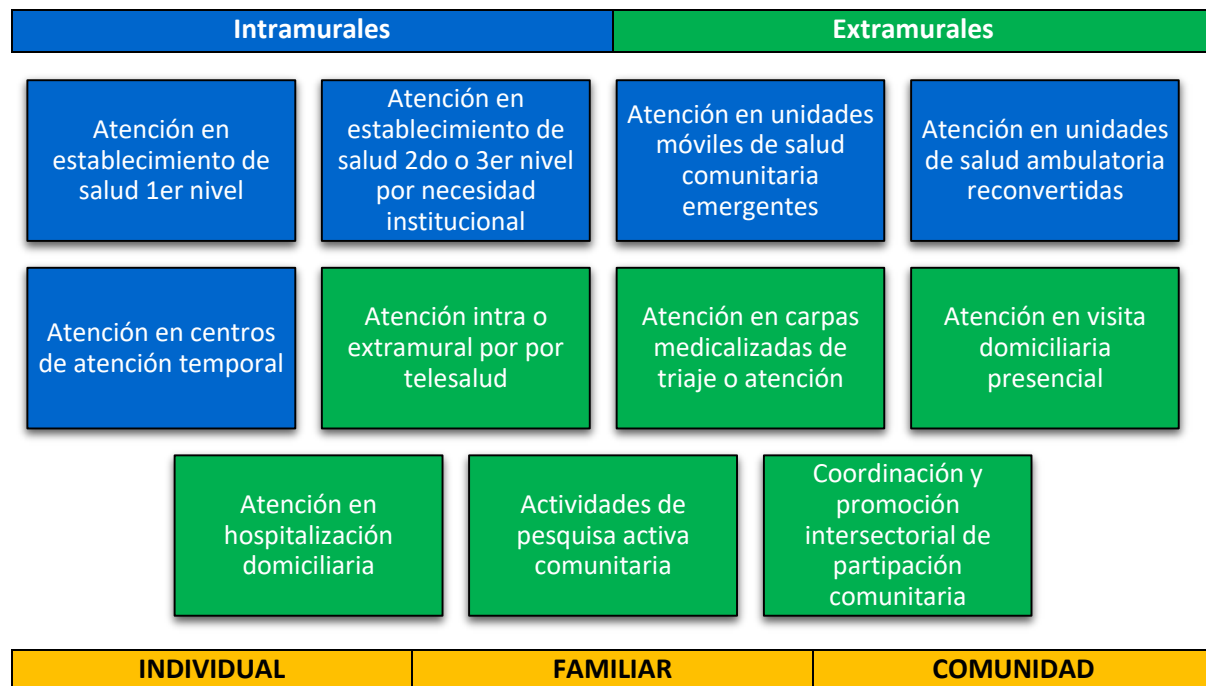 Intramurales
Extramurales
Atención en
establecimiento de
salud 1er nivel
Atención en
establecimiento de
salud 2do o 3er nivel
por necesidad
institucional
Atención en unidades
móviles de salud
comunitaria
emergentes
Atención en unidades
de salud ambulatoria
reconvertidas
Atención en centros
de atención temporal
Atención intra o
extramural por por
telesalud
Atención en carpas
medicalizadas de
triaje o atención
Atención en visita
domiciliaria
presencial
Atención en
hospitalización
domiciliaria
Actividades de
pesquisa activa
comunitaria
Coordinación y
promoción
intersectorial de
partipación
comunitaria
INDIVIDUAL
FAMILIAR
COMUNIDAD